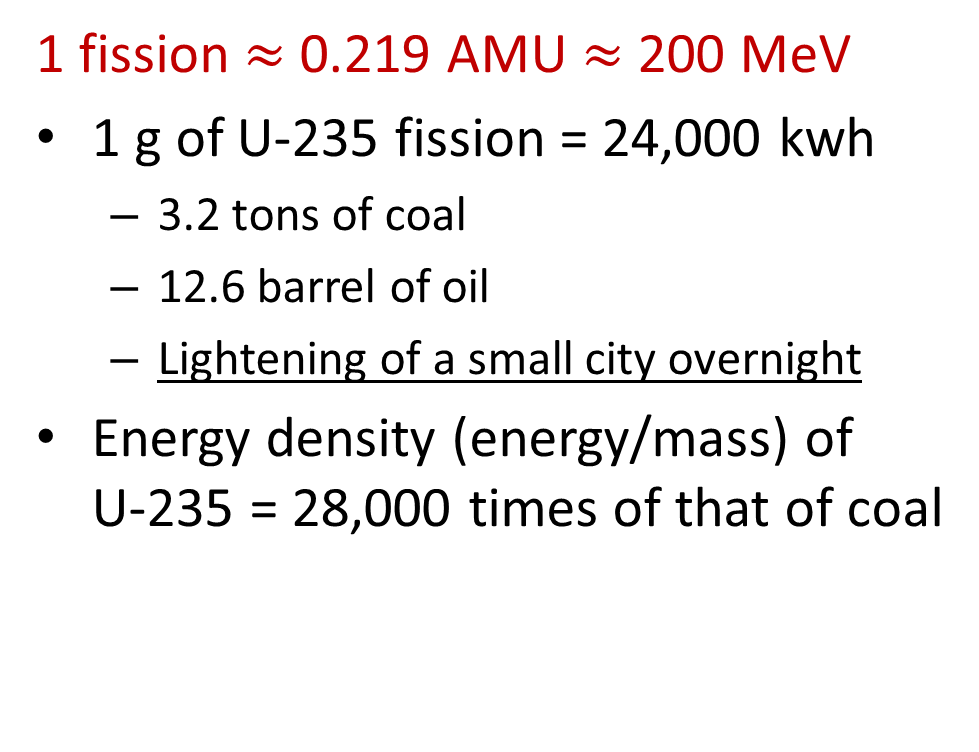 1 fission ≈ 0.219 AMU ≈ 200 MeV
• 1 g of U-235 fission = 24,000 kwh
– 3.2 tons of coal
– 12.6 barrel of oil
– Lightening of a small city overnight
• Energy density (energy/mass) of
U-235 = 28,000 times of that of coal